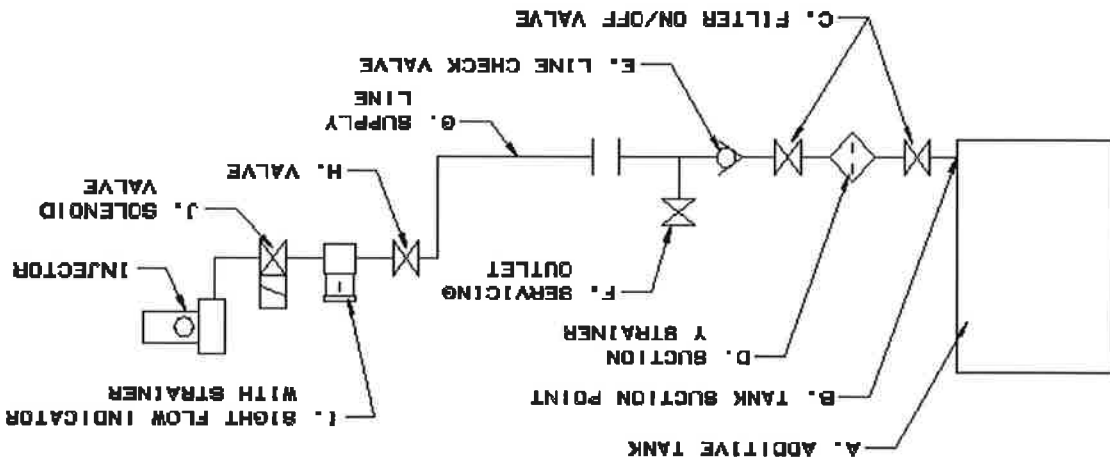 A. ADDITIVE TANK
B. TANK SUCTION POINT
D. SUCTION
Y STRAINER
F. SERVICING
OUTLET
I. SIGHT FLOW INDICATOR
WITH STRAINER
INJECTOR
J. SOLENOID
VALVE
H. VALVE
G. SUPPLY
LINE
E. LINE CHECK VALVE
C. FILTER ON/OFF VALVE